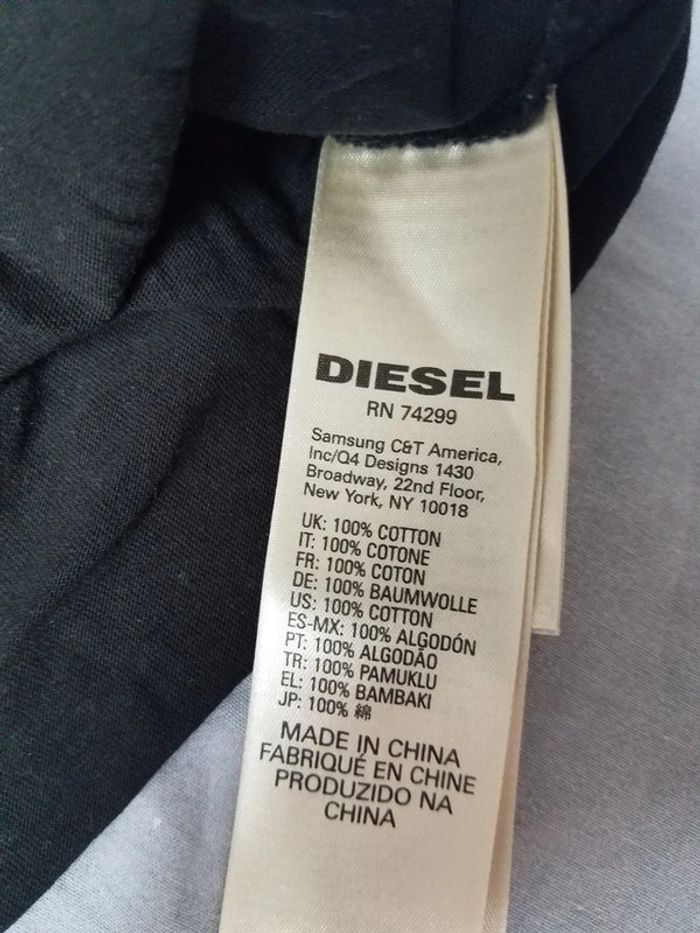 DIESEL
RN 74299
Samsung C&T America,
Inc/Q4 Designs 1430
Broadway, 22nd Floor,
New York, NY 10018
UK: 100% COTTON
IT: 100% COTONE
FR: 100% COTON
DE: 100% BAUMWOLLE
US: 100% COTTON
ES-MX: 100% ALGODÓN
PT: 100% ALGODÃO
TR: 100% PAMUKLU
EL: 100% BAMBAKI
JP: 100% 綿
MADE IN CHINA
FABRIQUÉ EN CHINE
PRODUZIDO NA
CHINA